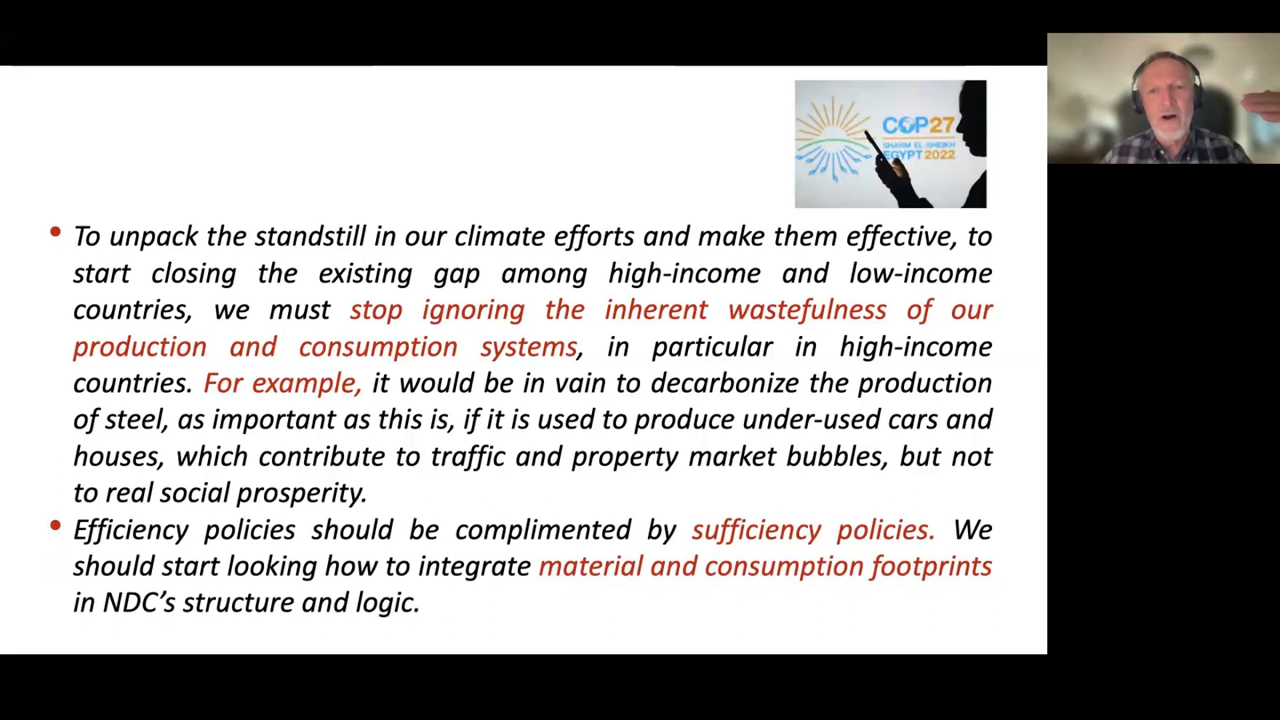 COP27
SHARM EL-SHEIKH
EGYPT 2022
• To unpack the standstill in our climate efforts and make them effective, to
start closing the existing gap among high-income and low-income
countries, we must stop ignoring the inherent wastefulness of our
production and consumption systems, in particular in high-income
countries. For example, it would be in vain to decarbonize the production
of steel, as important as this is, if it is used to produce under-used cars and
houses, which contribute to traffic and property market bubbles, but not
to real social prosperity.
• Efficiency policies should be complimented by sufficiency policies. We
should start looking how to integrate material and consumption footprints
in NDC’s structure and logic.